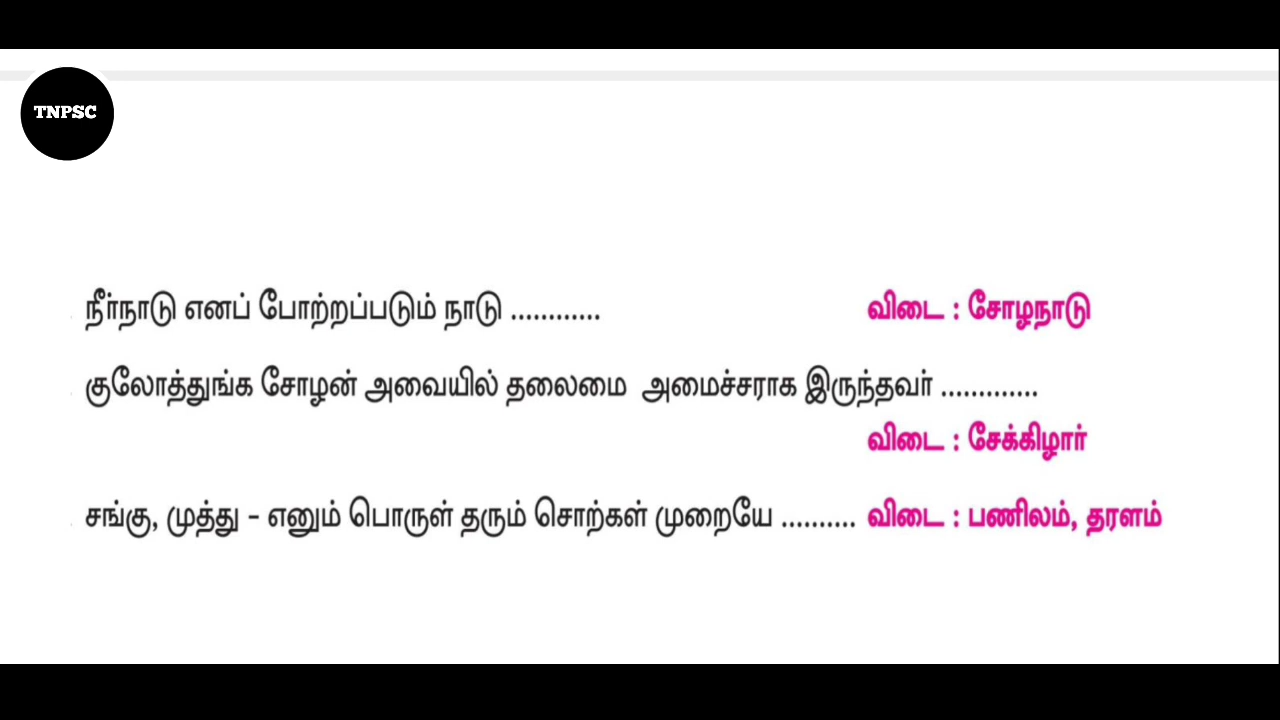 TNPSC
நீர்நாடு எனப் போற்றப்படும் நாடு ............ விடை : சோழநாடு
குலோத்துங்க சோழன் அவையில் தலைமை அமைச்சராக இருந்தவர் .............
விடை : சேக்கிழார்
சங்கு, முத்து - எனும் பொருள் தரும் சொற்கள் முறையே .......... விடை : பணிலம், தரளம்